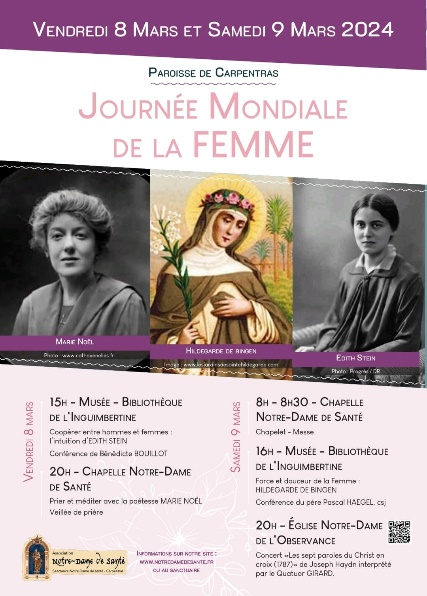 Vendredi 8 Mars et Samedi 9 Mars 2024
Paroisse de Carpentras
Journée Mondiale
de la FEMME
Marie Noël
Hildegarde de Bingen
Edith Stein
Photo : Progrès / DR
Vendredi 8 mars
15h - Musée - Bibliothèque
de l'Inguimbertine
Coopérer entre hommes et femmes :
l'intuition d'EDITH STEIN
Conférence de Bénédicte BOUILLOT
20h - Chapelle Notre-Dame
de Santé
Prier et méditer avec la poétesse MARIE NOËL
Veillée de prière
Samedi 9 mars
8h - 8h30 - Chapelle
Notre-Dame de Santé
Chapelet - Messe
16h - Musée - Bibliothèque
de l'Inguimbertine
Force et douceur de la Femme :
HILDEGARDE DE BINGEN
Conférence du père Pascal HAEGEL, csj
20h - Église Notre-Dame
de l'Observance
Concert «Les sept paroles du Christ en
croix (1787)» de Joseph Haydn interprété
par le Quatuor GIRARD.
Association
Notre-Dame de Santé
Informations sur notre site :
www.notredamedesante.fr
ou au sanctuaire